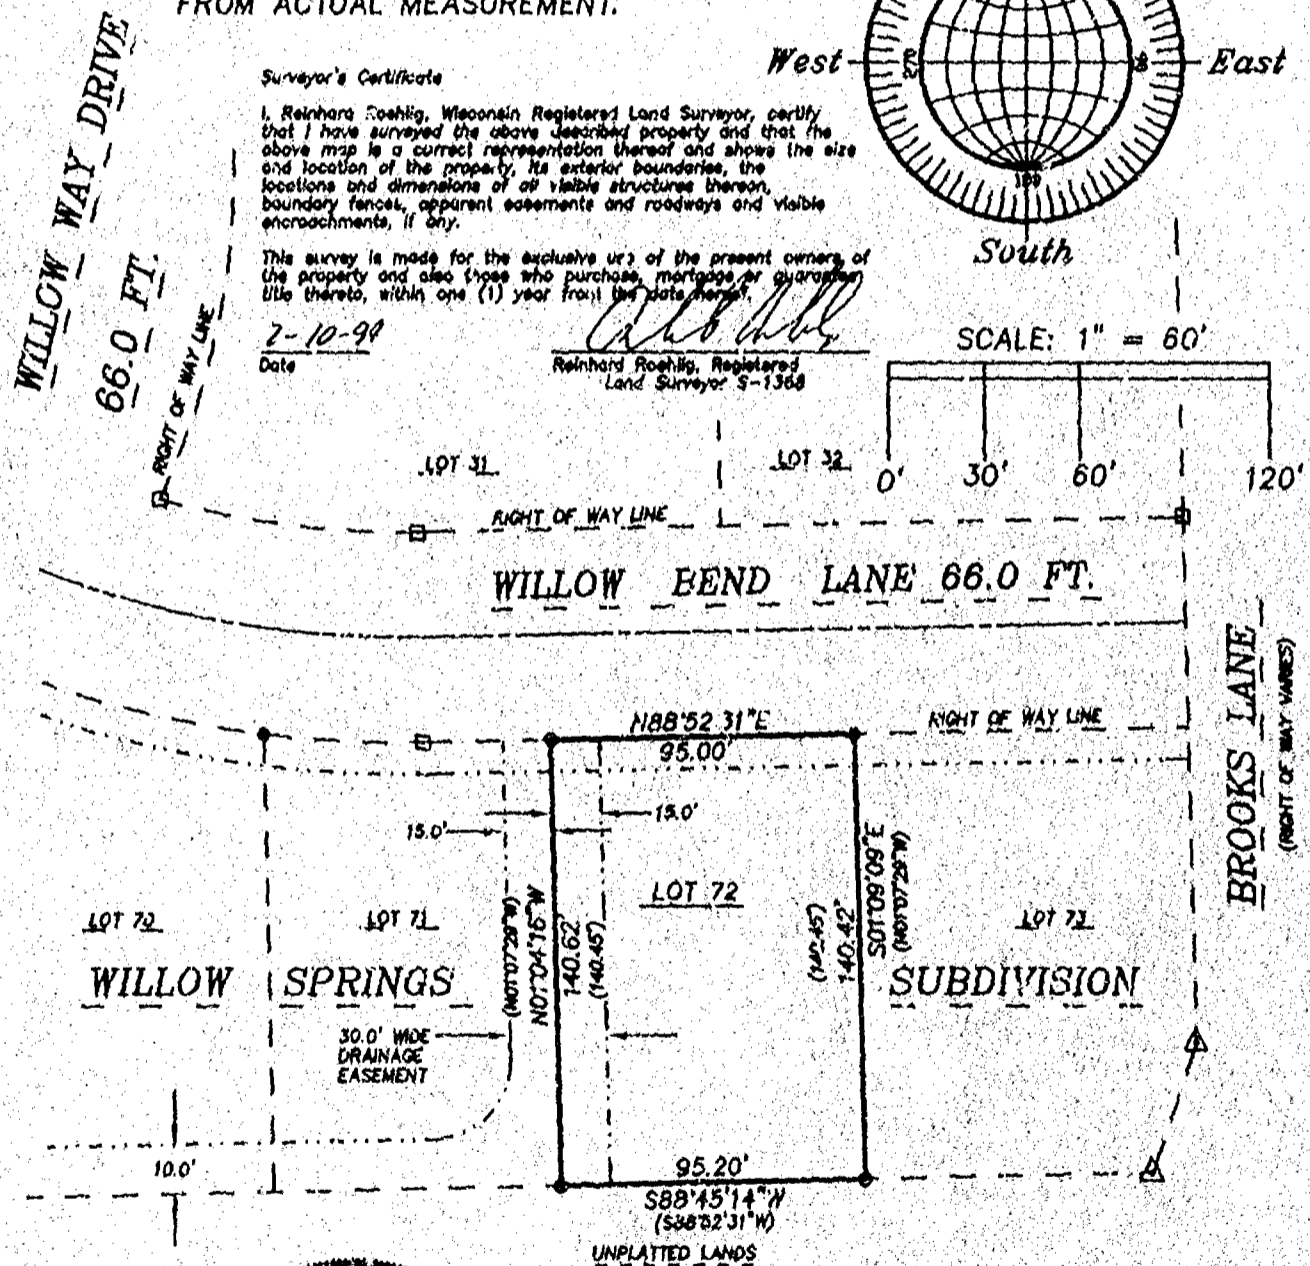 FROM ACTUAL MEASUREMENT.
WILLOW WAY DRIVE
66.0 FT.
RIGHT OF WAY LINE
Surveyor's Certificate
I, Reinhard Roehlig, Wisconsin Registered Land Surveyor, certify
that I have surveyed the above described property and that the
above map is a correct representation thereof and shows the size
and location of the property, its exterior boundaries, the
locations and dimensions of all visible structures thereon,
boundary fences, apparent easements and roadways and visible
encroachments, if any.
This survey is made for the exclusive use of the present owners of
the property and also those who purchase, mortgage or guarantee
title thereto, within one (1) year from the date hereof.
Date
Reinhard Roehlig, Registered
Land Surveyor S-1368
West
East
180
South
SCALE: 1" = 60'
0' 30' 60' 120'
LOT 31
LOT 32
RIGHT OF WAY LINE
WILLOW BEND LANE 66.0 FT.
BROOKS LANE
(RIGHT OF WAY VARIES)
N88°52'31"E
95.00'
RIGHT OF WAY LINE
15.0'
15.0'
LOT 70
LOT 71
LOT 72
LOT 73
(N01°07'29"W)
N01°04'16"W
140.62'
(140.45')
(140.45')
140.42'
S01°09'09"E
(N01°07'29"W)
WILLOW SPRINGS SUBDIVISION
30.0' WIDE
DRAINAGE
EASEMENT
10.0'
95.20'
S88°45'14"W
(S88°52'31"W)
UNPLATTED LANDS